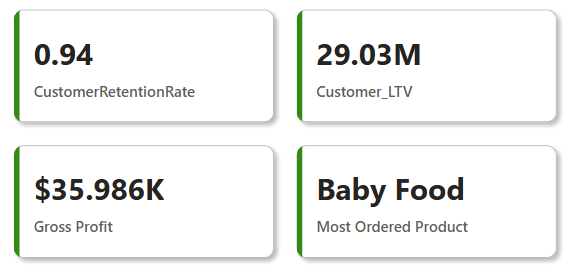 0.94
CustomerRetentionRate
29.03M
Customer_LTV
$35.986K
Gross Profit
Baby Food
Most Ordered Product